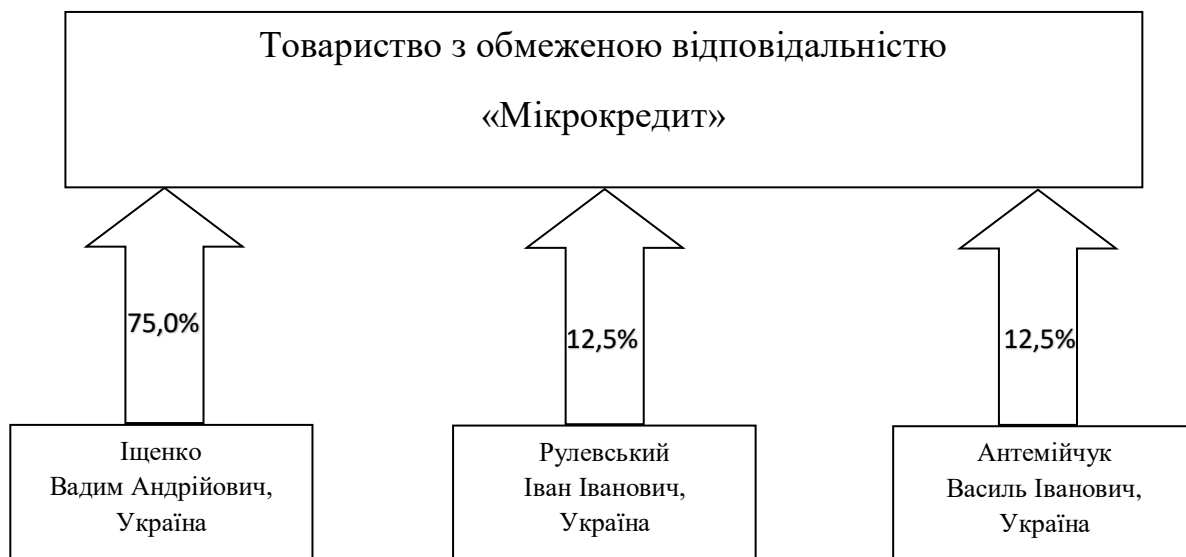 Товариство з обмеженою відповідальністю
«Мікрокредит»
75,0%
12,5%
12,5%
Іщенко
Вадим Андрійович,
Україна
Рулевський
Іван Іванович,
Україна
Антемійчук
Василь Іванович,
Україна